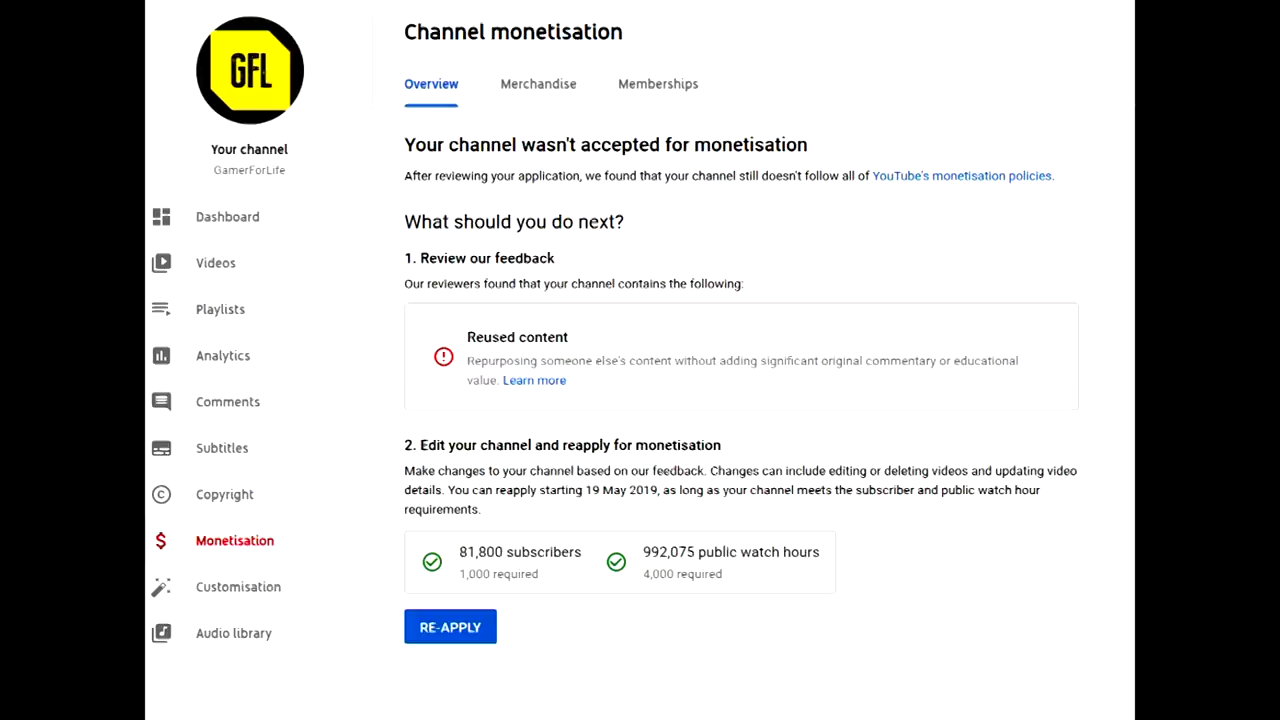 GFL
Your channel
GamerForLife
Dashboard
Videos
Playlists
Analytics
Comments
Subtitles
Copyright
Monetisation
Customisation
Audio library
Channel monetisation
Overview Merchandise Memberships
Your channel wasn't accepted for monetisation
After reviewing your application, we found that your channel still doesn't follow all of YouTube's monetisation policies.
What should you do next?
1. Review our feedback
Our reviewers found that your channel contains the following:
Reused content
Repurposing someone else's content without adding significant original commentary or educational
value. Learn more
2. Edit your channel and reapply for monetisation
Make changes to your channel based on our feedback. Changes can include editing or deleting videos and updating video
details. You can reapply starting 19 May 2019, as long as your channel meets the subscriber and public watch hour
requirements.
81,800 subscribers 992,075 public watch hours
1,000 required 4,000 required
RE-APPLY